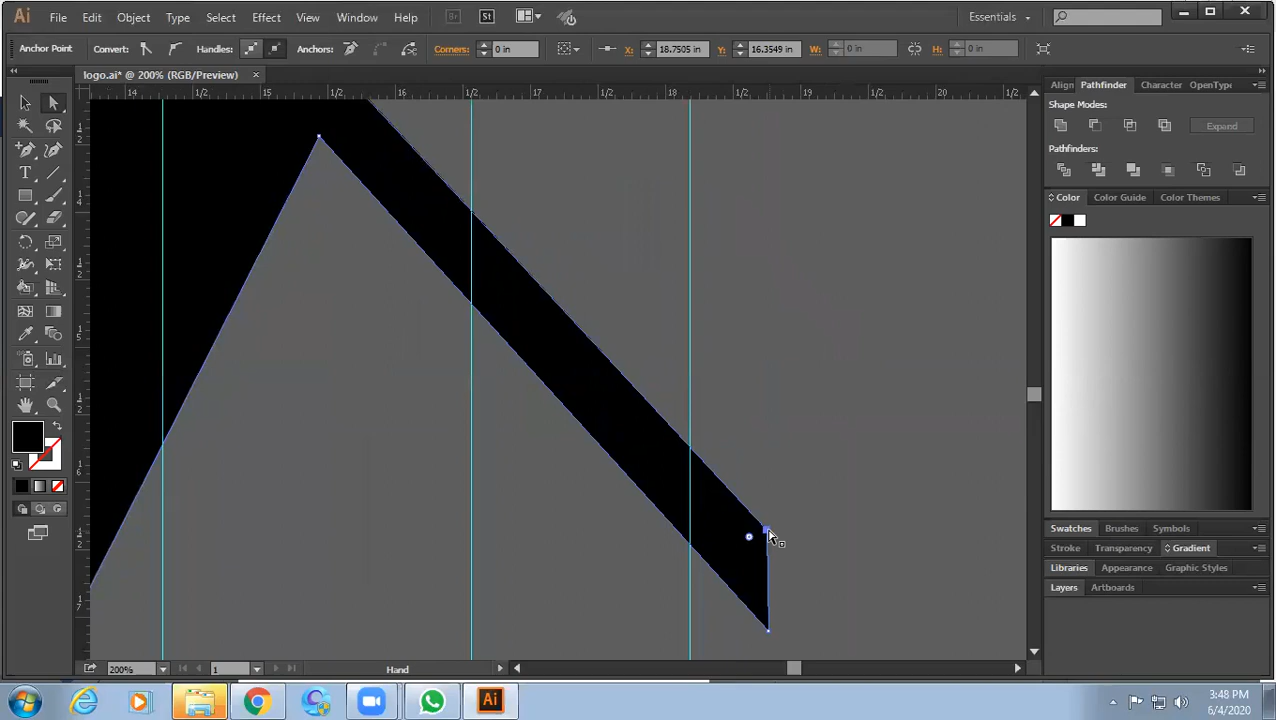 Ai File Edit Object Type Select Effect View Window Help Br St Essentials
Anchor Point Convert: Handles: Anchors: Corners: 0 in X: 18.7505 in Y: 16.3549 in W: 0 in H: 0 in
logo.ai* @ 200% (RGB/Preview) ×
14 1/2 15 1/2 16 1/2 17 1/2 18 1/2 19 1/2 20 1/2
Align Pathfinder Character OpenType
Shape Modes:
Expand
Pathfinders:
Color Color Guide Color Themes
Swatches Brushes Symbols
Stroke Transparency Gradient
Libraries Appearance Graphic Styles
Layers Artboards
200% 1 Hand
Ai 3:48 PM
6/4/2020